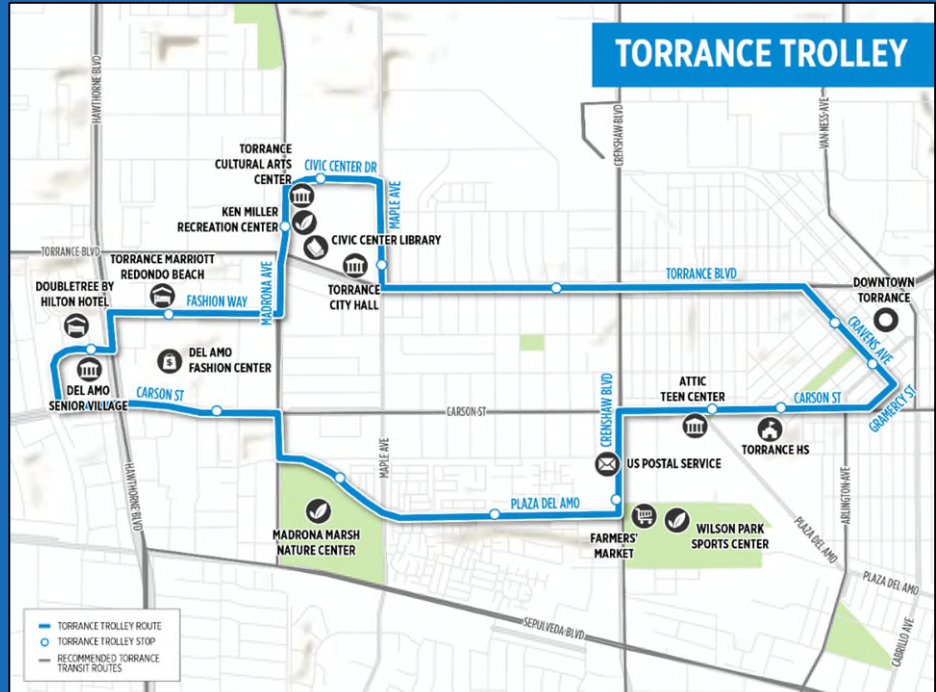 TORRANCE TROLLEY
HAWTHORNE BLVD
CRENSHAW BLVD
VAN NESS AVE
TORRANCE
CULTURAL ARTS
CENTER
CIVIC CENTER DR
MAPLE AVE
KEN MILLER
RECREATION CENTER
CIVIC CENTER LIBRARY
TORRANCE BLVD
TORRANCE MARRIOTT
REDONDO BEACH
MADRONA AVE
TORRANCE
CITY HALL
TORRANCE BLVD
DOWNTOWN
TORRANCE
DOUBLETREE BY
HILTON HOTEL
FASHION WAY
CRAVENS AVE
DEL AMO
FASHION CENTER
DEL AMO
SENIOR VILLAGE
CARSON ST
CARSON ST
CRENSHAW BLVD
ATTIC
TEEN CENTER
CARSON ST
GRAMERCY ST
TORRANCE HS
MAPLE AVE
US POSTAL SERVICE
HAWTHORNE BLVD
ARLINGTON AVE
PLAZA DEL AMO
MADRONA MARSH
NATURE CENTER
FARMERS'
MARKET
WILSON PARK
SPORTS CENTER
PLAZA DEL AMO
PLAZA DEL AMO
CABRILLO AVE
SEPULVEDA BLVD
TORRANCE TROLLEY ROUTE
TORRANCE TROLLEY STOP
RECOMMENDED TORRANCE
TRANSIT ROUTES